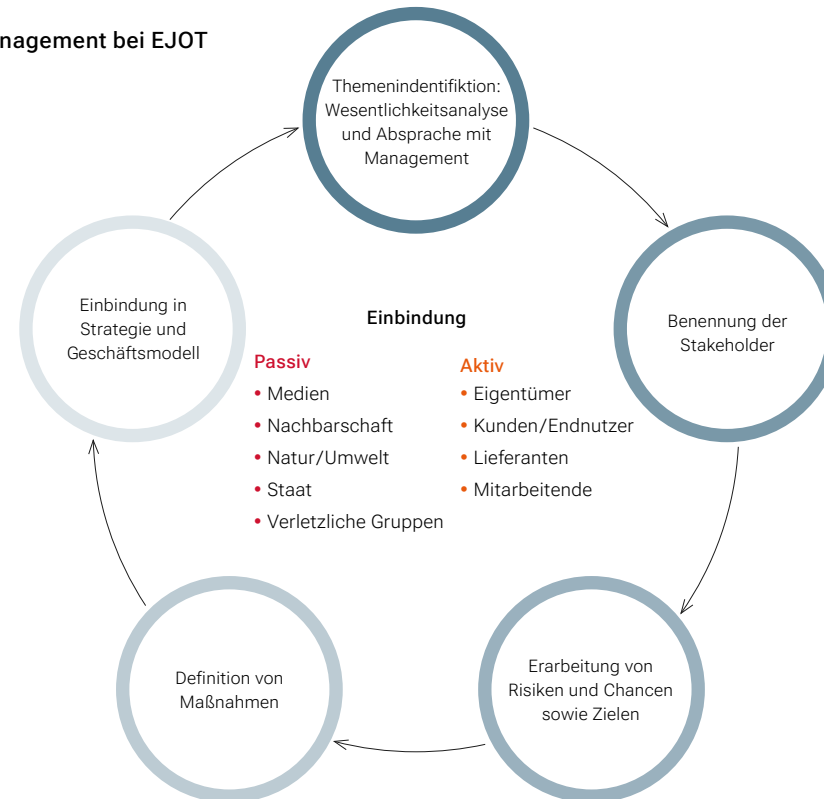 nagement bei EJOT
Themenindentifiktion:
Wesentlichkeitsanalyse
und Absprache mit
Management
Benennung der
Stakeholder
Erarbeitung von
Risiken und Chancen
sowie Zielen
Definition von
Maßnahmen
Einbindung in
Strategie und
Geschäftsmodell
Einbindung
Passiv
• Medien
• Nachbarschaft
• Natur/Umwelt
• Staat
• Verletzliche Gruppen
Aktiv
• Eigentümer
• Kunden/Endnutzer
• Lieferanten
• Mitarbeitende